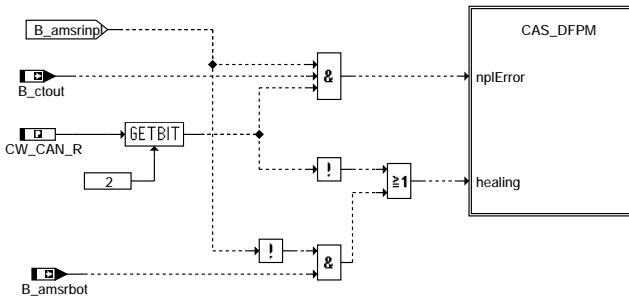 B_amsrinpl
CAS_DFPM
&
nplError
B_ctout
GETBIT
CW_CAN_R
2
!
≥1
healing
!
&
B_amsrbot